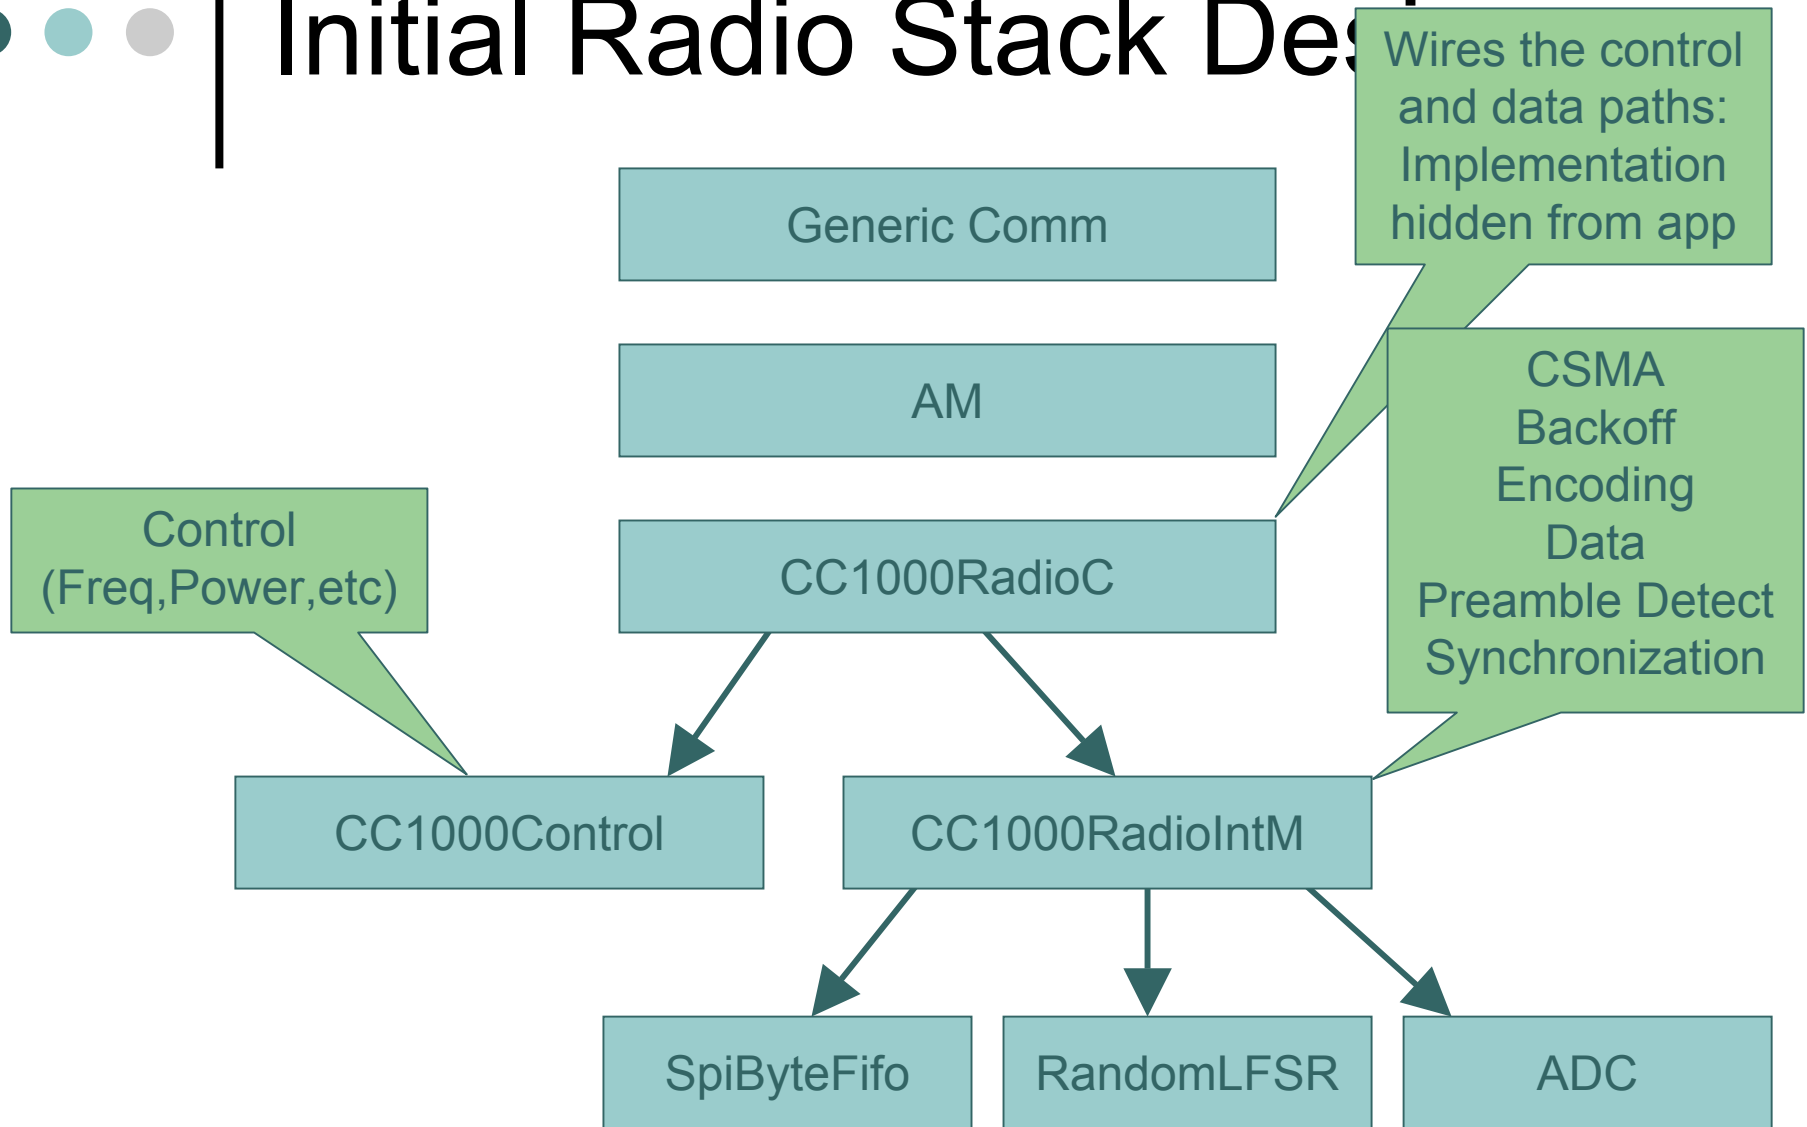 Initial Radio Stack
Wires the control
and data paths:
Implementation
hidden from app
Generic Comm
AM
CSMA
Backoff
Encoding
Data
Preamble Detect
Synchronization
Control
(Freq,Power,etc)
CC1000RadioC
CC1000Control
CC1000RadioIntM
SpiByteFifo
RandomLFSR
ADC